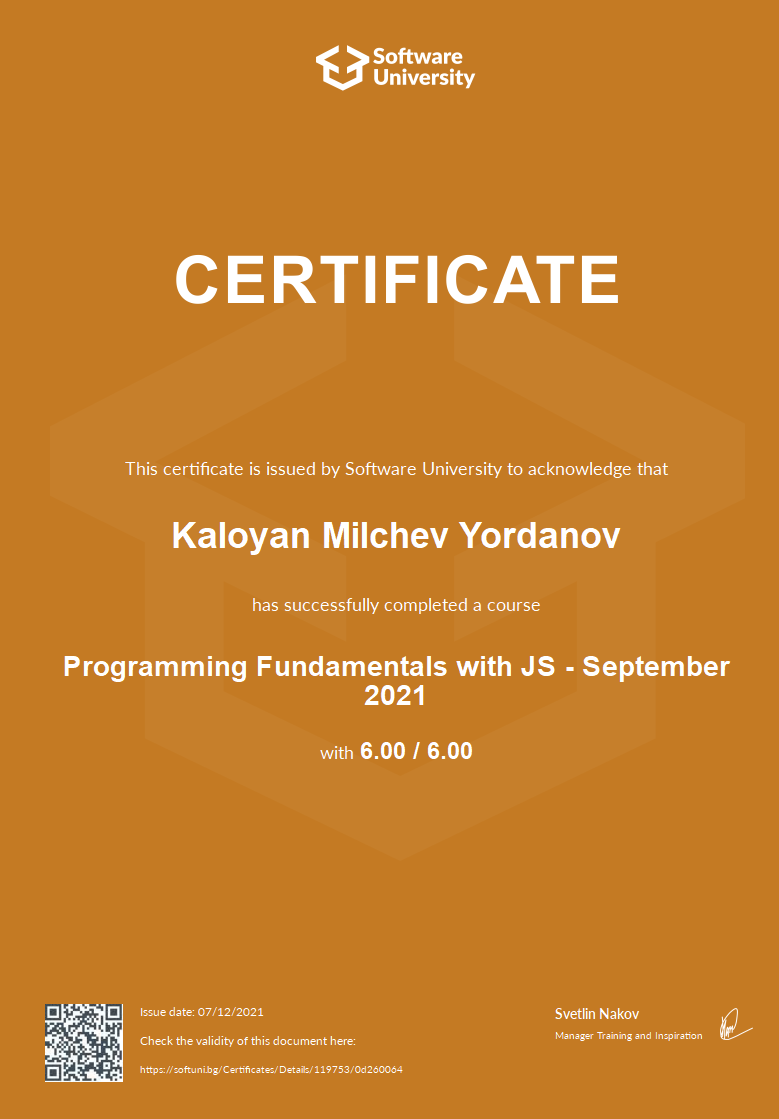 Software
University
CERTIFICATE
This certificate is issued by Software University to acknowledge that
Kaloyan Milchev Yordanov
has successfully completed a course
Programming Fundamentals with JS - September
2021
with 6.00 / 6.00
Issue date: 07/12/2021
Check the validity of this document here:
https://softuni.bg/Certificates/Details/119753/0d260064
Svetlin Nakov
Manager Training and Inspiration